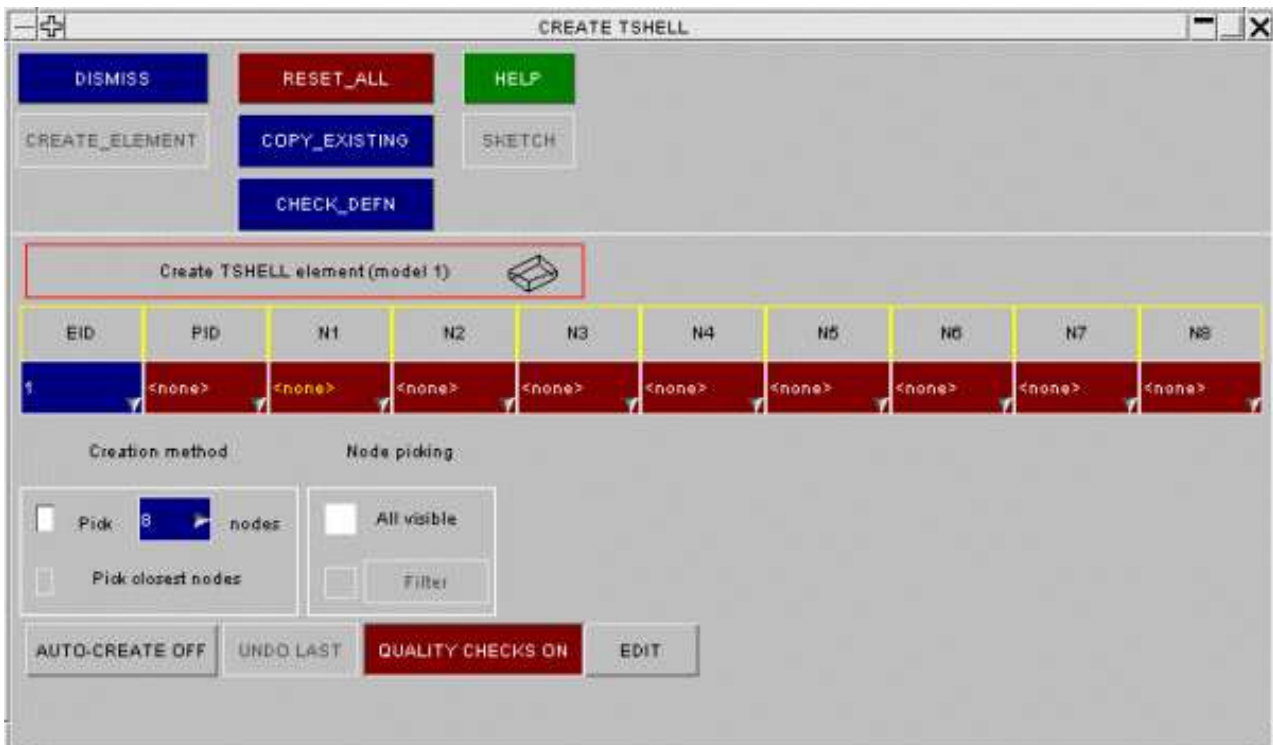 CREATE TSHELL
DISMISS RESET_ALL HELP
CREATE_ELEMENT COPY_EXISTING SKETCH
CHECK_DEFN
Create TSHELL element (model 1)
EID PID N1 N2 N3 N4 N5 N6 N7 N8
1 <none> <none> <none> <none> <none> <none> <none> <none> <none>
Creation method Node picking
Pick 8 nodes All visible
Pick closest nodes Filter
AUTO-CREATE OFF UNDO LAST QUALITY CHECKS ON EDIT